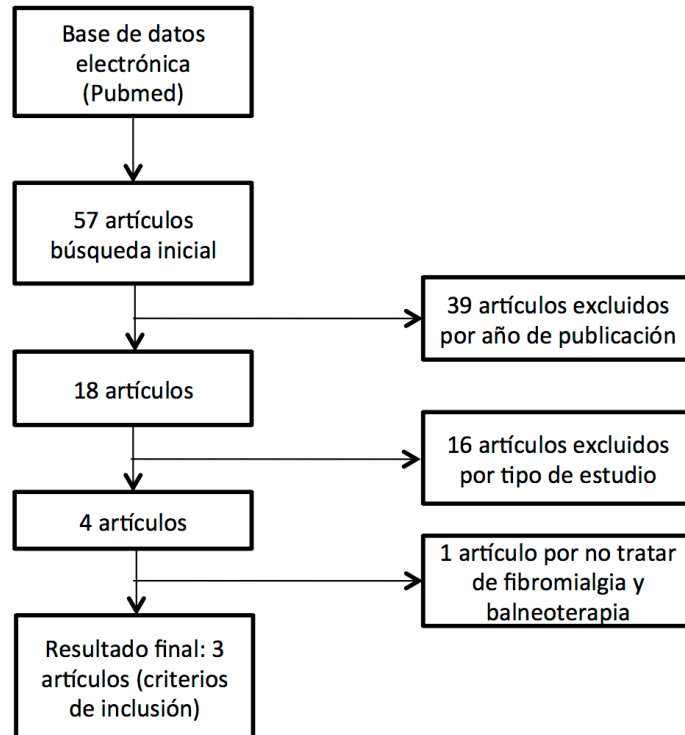 Base de datos
electrónica
(Pubmed)
57 artículos
búsqueda inicial
39 artículos excluidos
por año de publicación
18 artículos
16 artículos excluidos
por tipo de estudio
4 artículos
1 artículo por no tratar
de fibromialgia y
balneoterapia
Resultado final: 3
artículos (criterios
de inclusión)